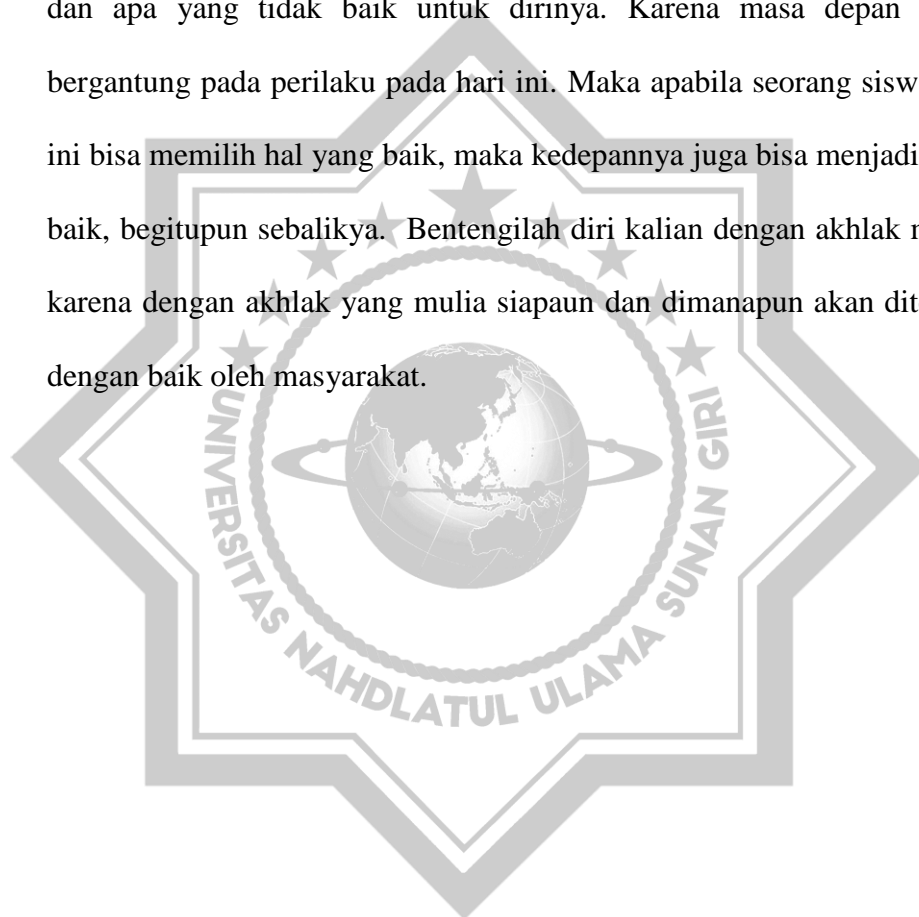 dan apa yang tidak baik untuk dirinya. Karena masa depan
bergantung pada perilaku pada hari ini. Maka apabila seorang
ini bisa memilih hal yang baik, maka kedepannya juga bisa menjadi
baik, begitupun sebalikya. Bentengilah diri kalian dengan akhlak
karena dengan akhlak yang mulia siapaun dan dimanapun akan
dengan baik oleh masyarakat.
UNIVERSITAS NAHDLATUL ULAMA SUNAN GIRI